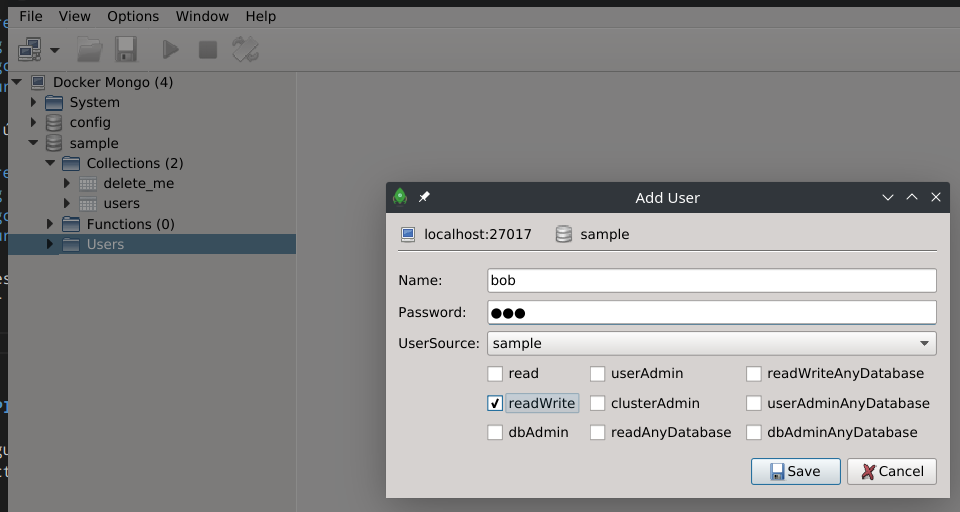 File View Options Window Help
Docker Mongo (4)
System
config
sample
Collections (2)
delete_me
users
Functions (0)
Users
Add User
localhost:27017 sample
Name: bob
Password: ●●●
UserSource: sample
read userAdmin readWriteAnyDatabase
readWrite clusterAdmin userAdminAnyDatabase
dbAdmin readAnyDatabase dbAdminAnyDatabase
Save Cancel